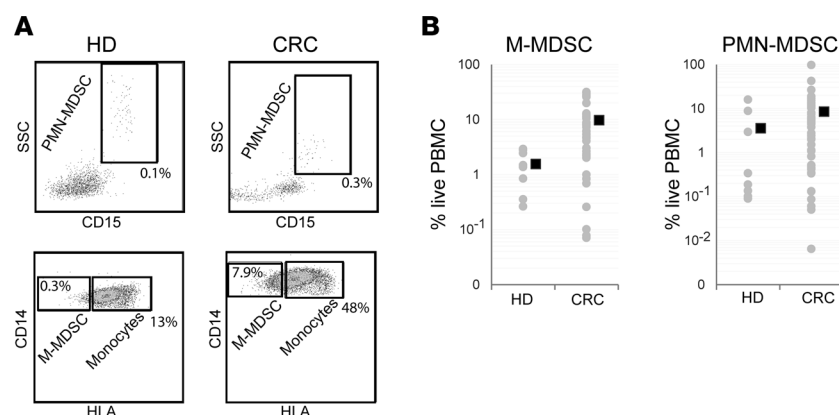 A
HD
CRC
SSC
PMN-MDSC
0.1%
CD15
SSC
PMN-MDSC
0.3%
CD15
CD14
0.3%
M-MDSC
Monocytes
13%
HLA
CD14
7.9%
M-MDSC
Monocytes
48%
HLA
B
M-MDSC
% live PBMC
100
10
1
10-1
0
HD
CRC
PMN-MDSC
% live PBMC
100
10
1
10-1
10-2
0
HD
CRC